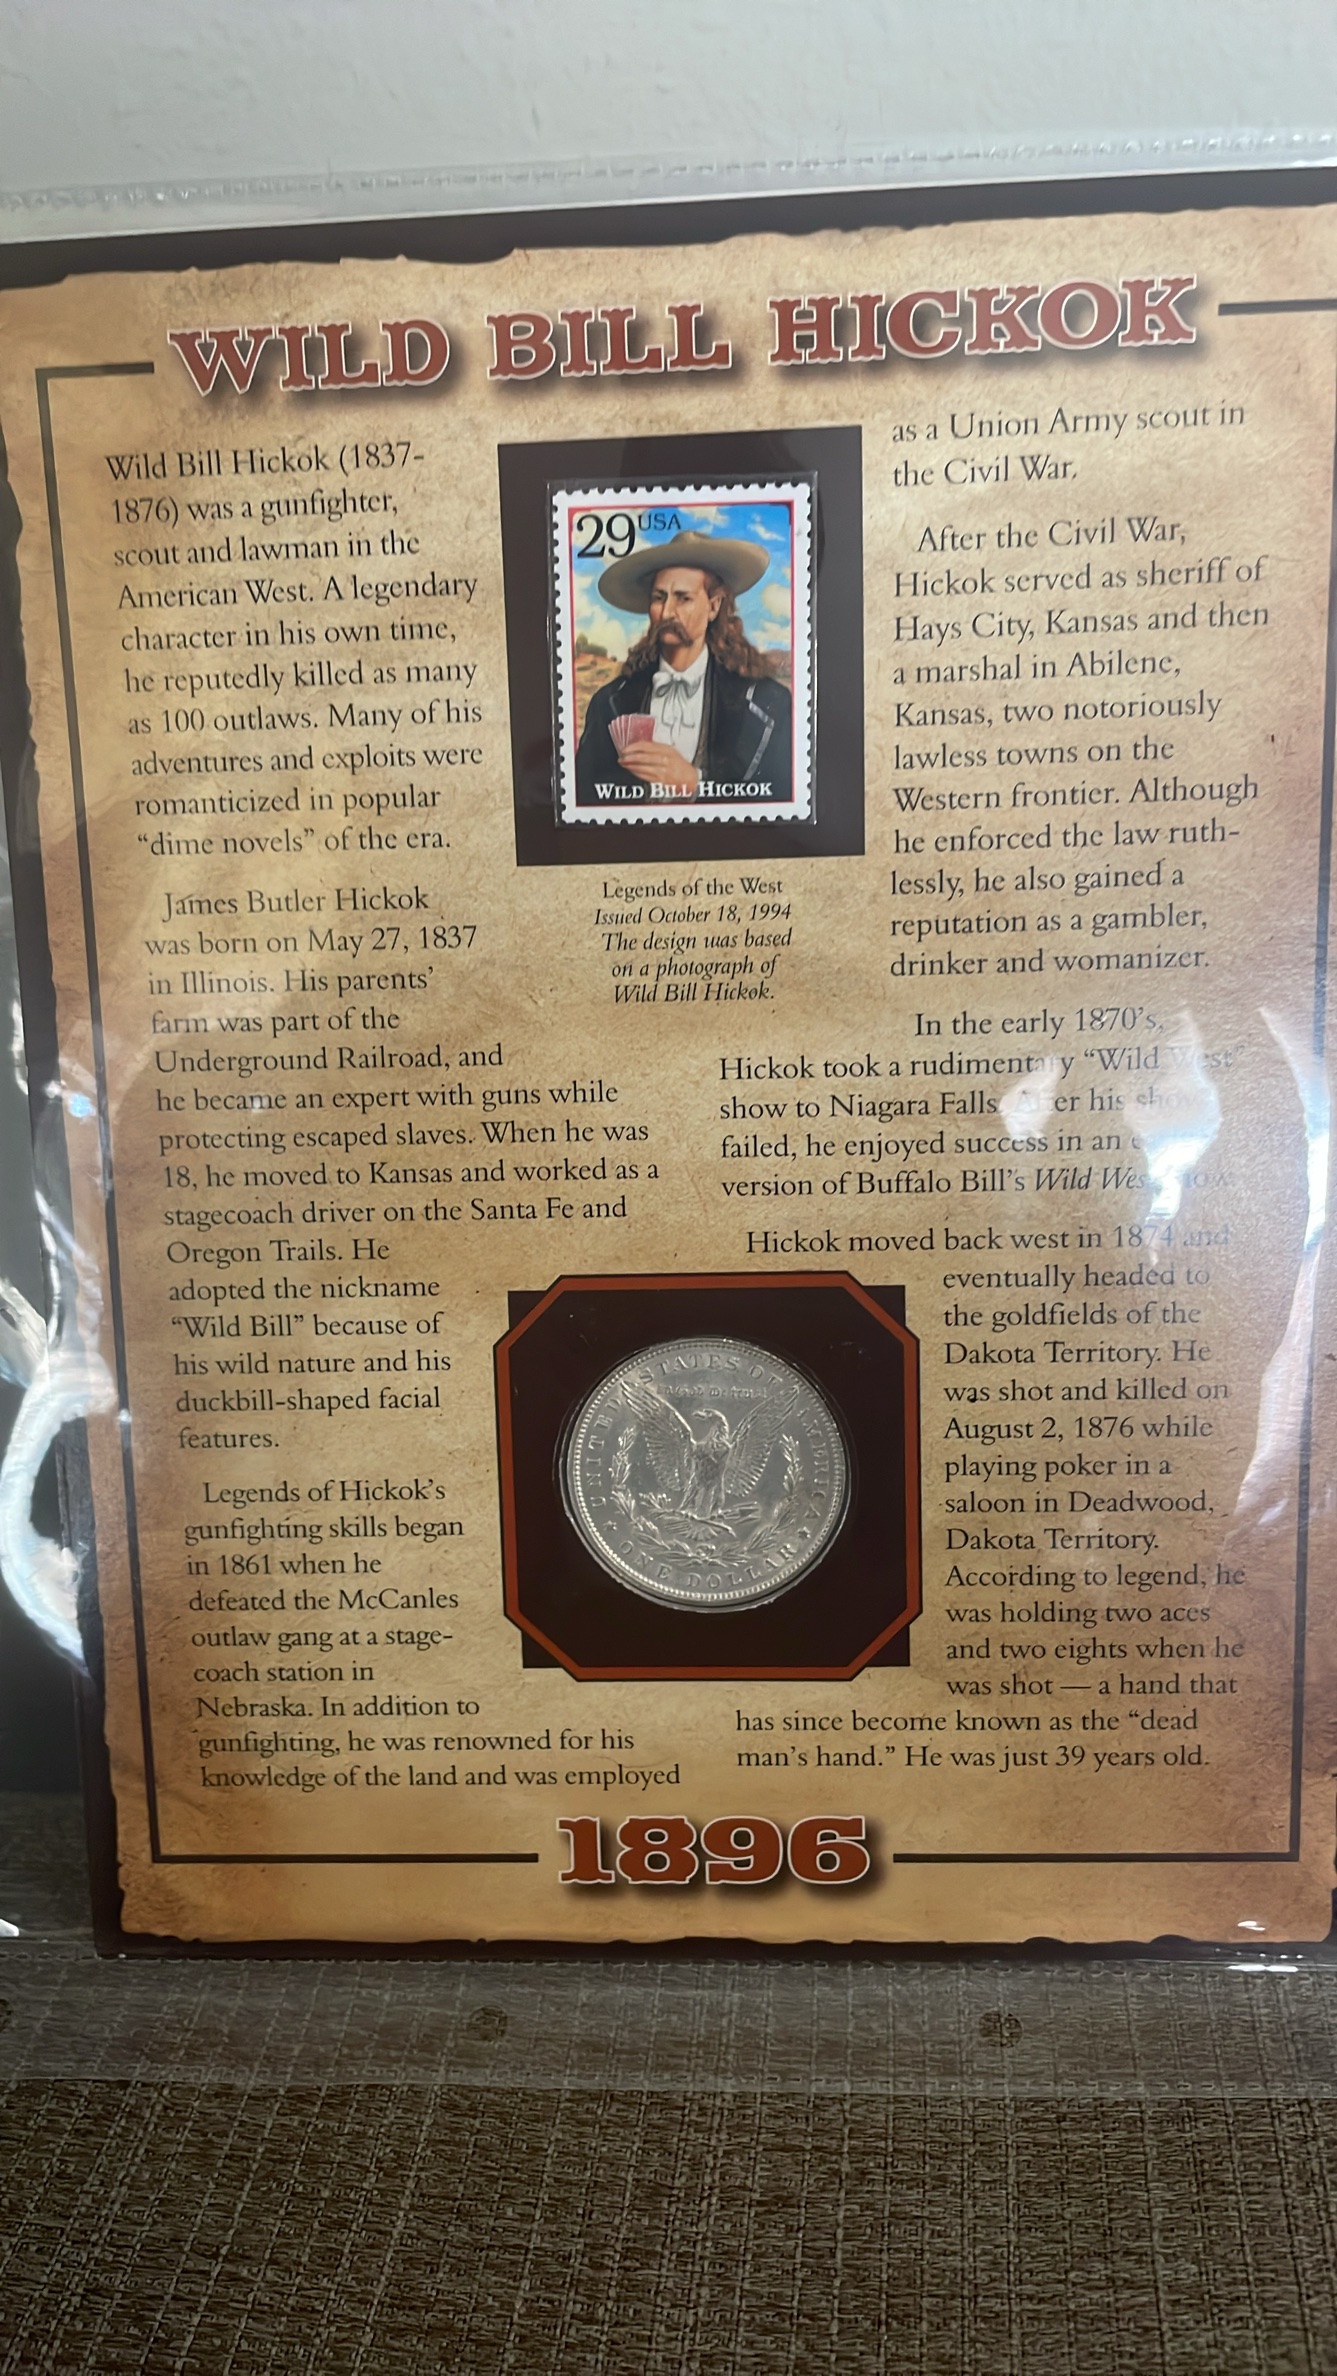 WILD BILL HICKOK
Wild Bill Hickok (1837-
1876) was a gunfighter,
scout and lawman in the
American West. A legendary
character in his own time,
he reputedly killed as many
as 100 outlaws. Many of his
adventures and exploits were
romanticized in popular
“dime novels” of the era.
James Butler Hickok
was born on May 27, 1837
in Illinois. His parents’
farm was part of the
Underground Railroad, and
he became an expert with guns while
protecting escaped slaves. When he was
18, he moved to Kansas and worked as a
stagecoach driver on the Santa Fe and
Oregon Trails. He
adopted the nickname
“Wild Bill” because of
his wild nature and his
duckbill-shaped facial
features.
Legends of Hickok’s
gunfighting skills began
in 1861 when he
defeated the McCanles
outlaw gang at a stage-
coach station in
Nebraska. In addition to
gunfighting, he was renowned for his
knowledge of the land and was employed
29 USA
WILD BILL HICKOK
Legends of the West
Issued October 18, 1994
The design was based
on a photograph of
Wild Bill Hickok.
as a Union Army scout in
the Civil War.
After the Civil War,
Hickok served as sheriff of
Hays City, Kansas and then
a marshal in Abilene,
Kansas, two notoriously
lawless towns on the
Western frontier. Although
he enforced the law ruth-
lessly, he also gained a
reputation as a gambler,
drinker and womanizer.
In the early 1870’s,
Hickok took a rudimentary “Wild West”
show to Niagara Falls. After his show
failed, he enjoyed success in an
version of Buffalo Bill’s Wild West
Hickok moved back west in 1874 and
eventually headed to
the goldfields of the
Dakota Territory. He
was shot and killed on
August 2, 1876 while
playing poker in a
saloon in Deadwood,
Dakota Territory.
According to legend, he
was holding two aces
and two eights when he
was shot — a hand that
has since become known as the “dead
man’s hand.” He was just 39 years old.
UNITED STATES OF AMERICA
ONE DOLLAR
1896